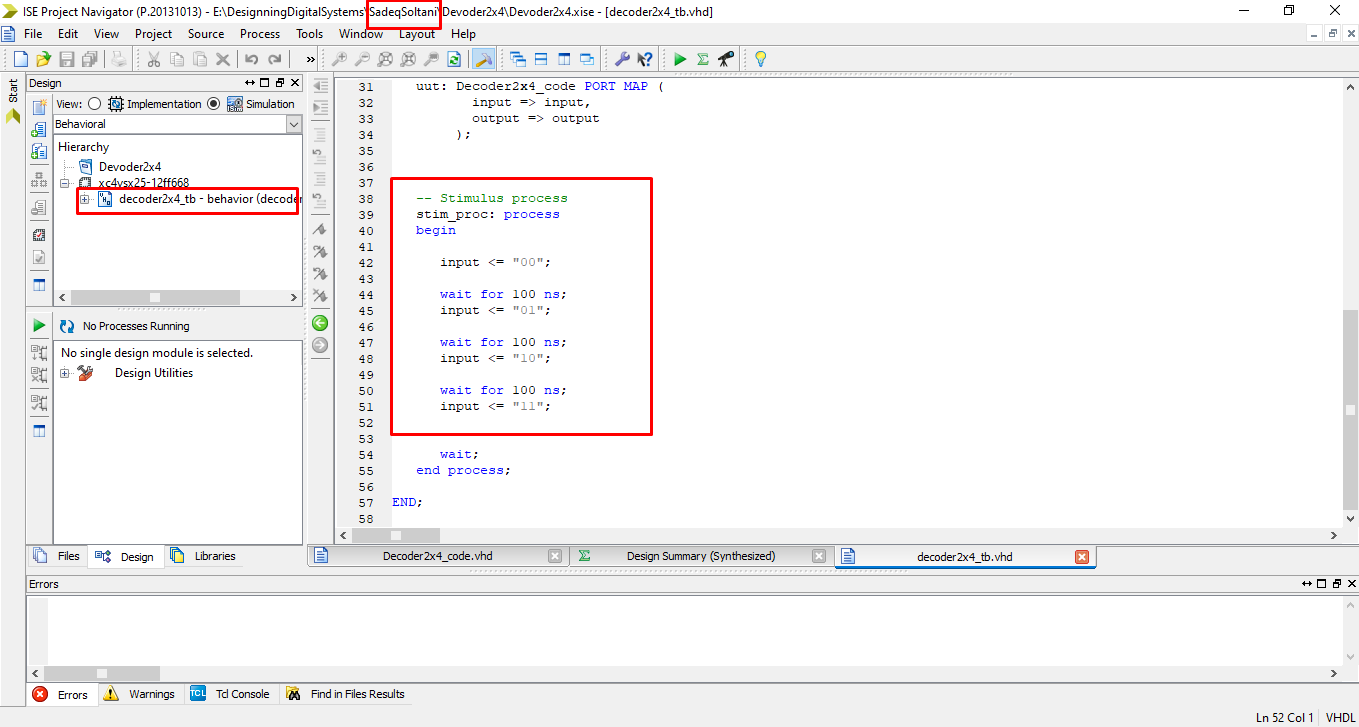 ISE Project Navigator (P.20131013) - E:\DesignningDigitalSystems\SadeqSoltani\Devoder2x4\Devoder2x4.xise - [decoder2x4_tb.vhd]
File Edit View Project Source Process Tools Window Layout Help
»
Start
Design
View: Implementation Simulation
Behavioral
Hierarchy
Devoder2x4
xc4vsx25-12ff668
decoder2x4_tb - behavior (decoder
No Processes Running
No single design module is selected.
Design Utilities
Files Design Libraries
31 uut: Decoder2x4_code PORT MAP (
32 input => input,
33 output => output
34 );
35
36
37
38 -- Stimulus process
39 stim_proc: process
40 begin
41
42 input <= "00";
43
44 wait for 100 ns;
45 input <= "01";
46
47 wait for 100 ns;
48 input <= "10";
49
50 wait for 100 ns;
51 input <= "11";
52
53
54 wait;
55 end process;
56
57 END;
58
Decoder2x4_code.vhd Design Summary (Synthesized) decoder2x4_tb.vhd
Errors
Errors Warnings TCL Tcl Console Find in Files Results
Ln 52 Col 1 VHDL